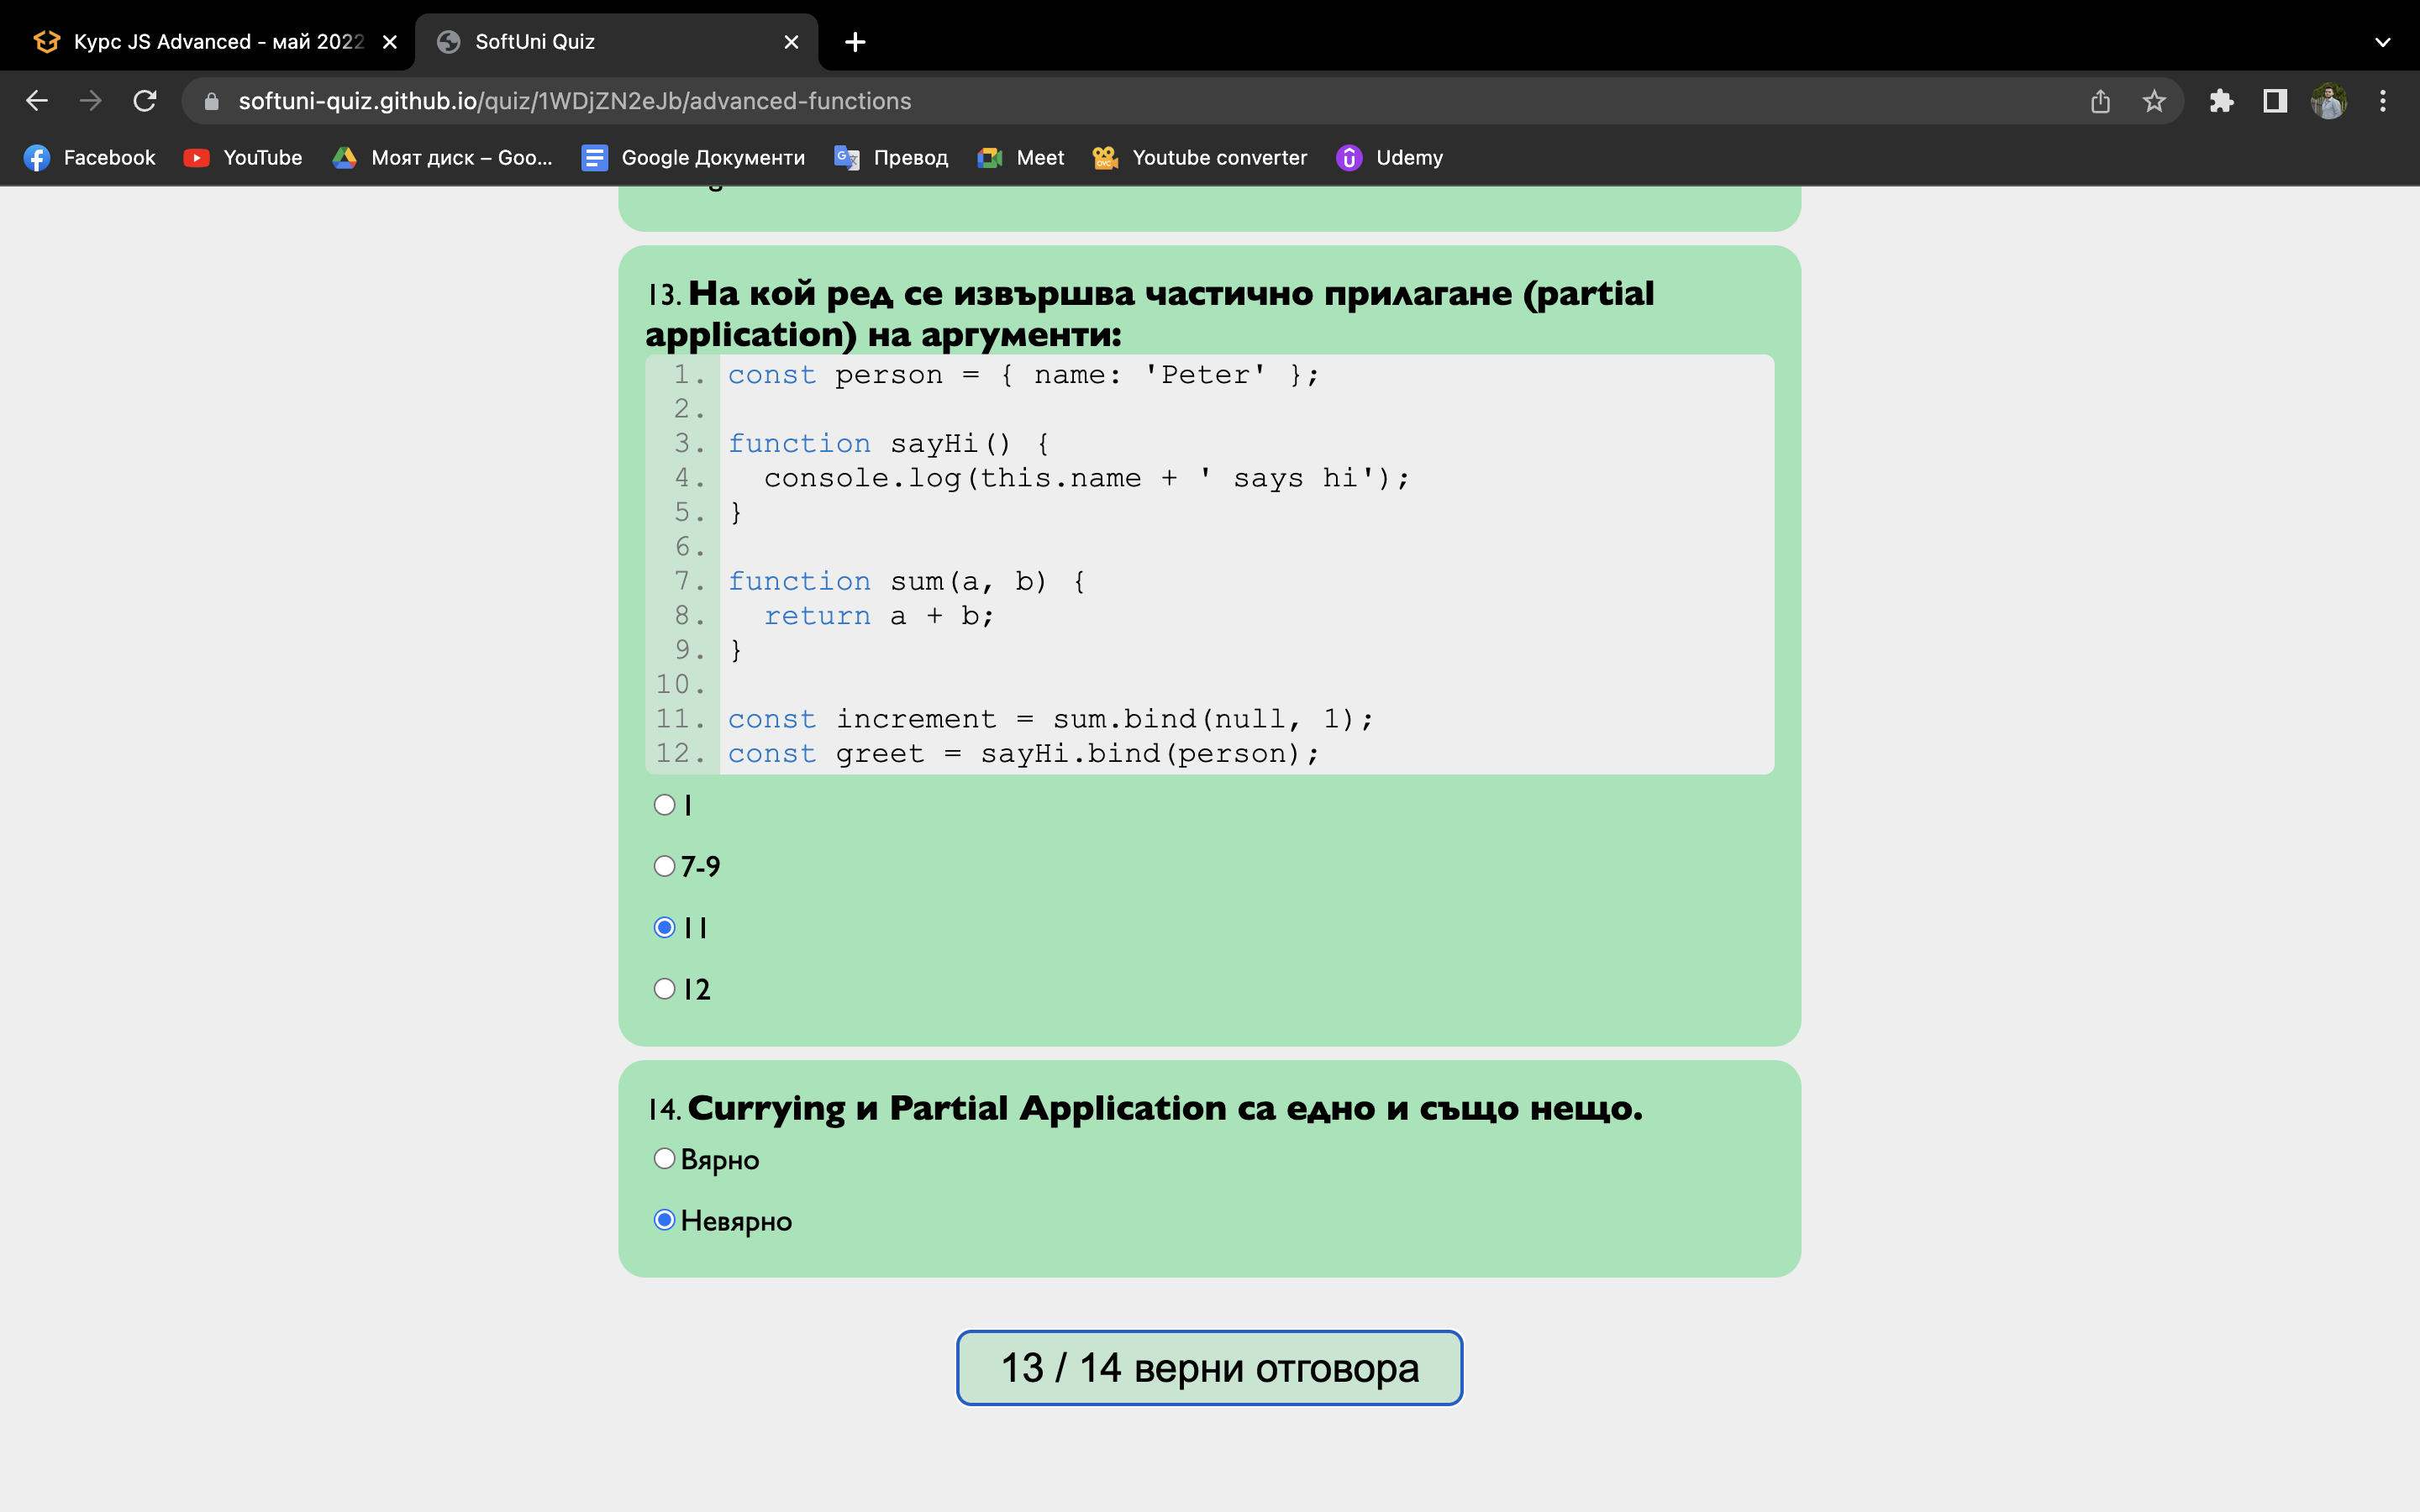 Курс JS Advanced - май 2022
SoftUni Quiz
softuni-quiz.github.io/quiz/1WDjZN2eJb/advanced-functions
Facebook YouTube Моят диск – Goo... Google Документи Превод Meet Youtube converter Udemy
13. На кой ред се извършва частично прилагане (partial
application) на аргументи:
1. const person = { name: 'Peter' };
2.
3. function sayHi() {
4.   console.log(this.name + ' says hi');
5. }
6.
7. function sum(a, b) {
8.   return a + b;
9. }
10.
11. const increment = sum.bind(null, 1);
12. const greet = sayHi.bind(person);
1
7-9
11
12
14. Currying и Partial Application са едно и също нещо.
Вярно
Невярно
13 / 14 верни отговора